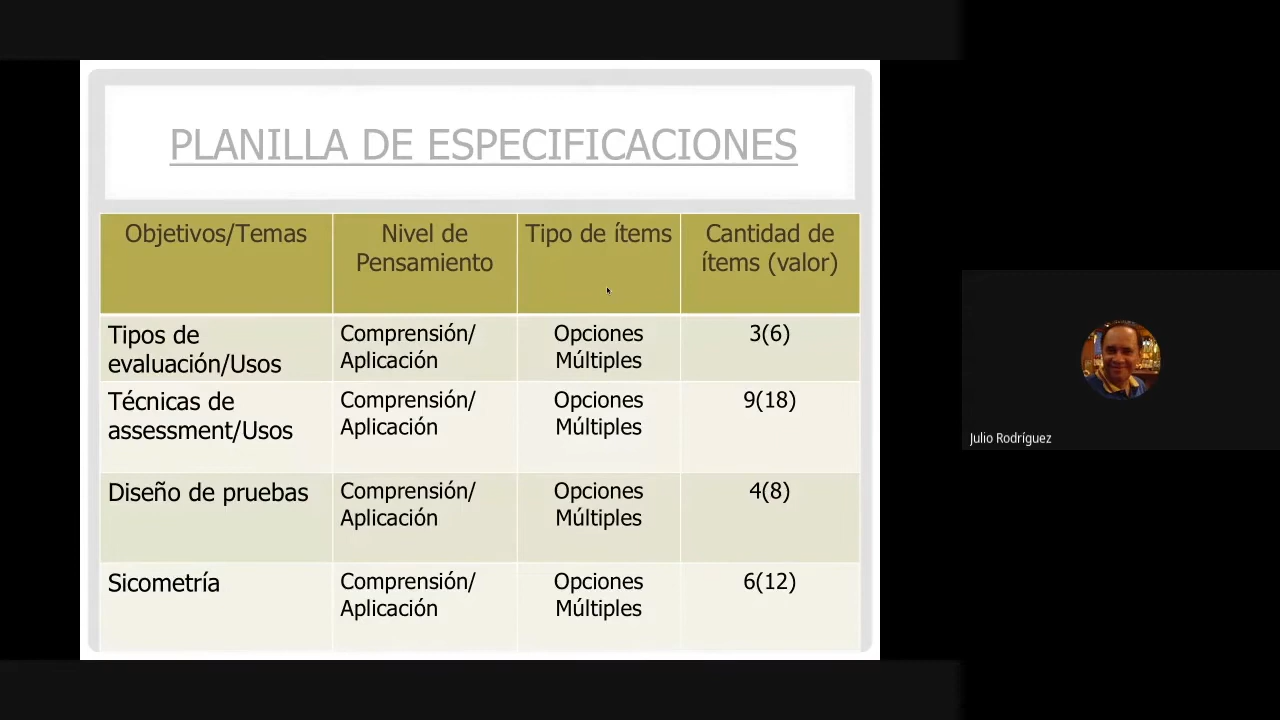 PLANILLA DE ESPECIFICACIONES
Objetivos/Temas
Nivel de
Pensamiento
Tipo de ítems
Cantidad de
ítems (valor)
Tipos de
evaluación/Usos
Comprensión/
Aplicación
Opciones
Múltiples
3(6)
Técnicas de
assessment/Usos
Comprensión/
Aplicación
Opciones
Múltiples
9(18)
Diseño de pruebas
Comprensión/
Aplicación
Opciones
Múltiples
4(8)
Sicometría
Comprensión/
Aplicación
Opciones
Múltiples
6(12)
Julio Rodríguez